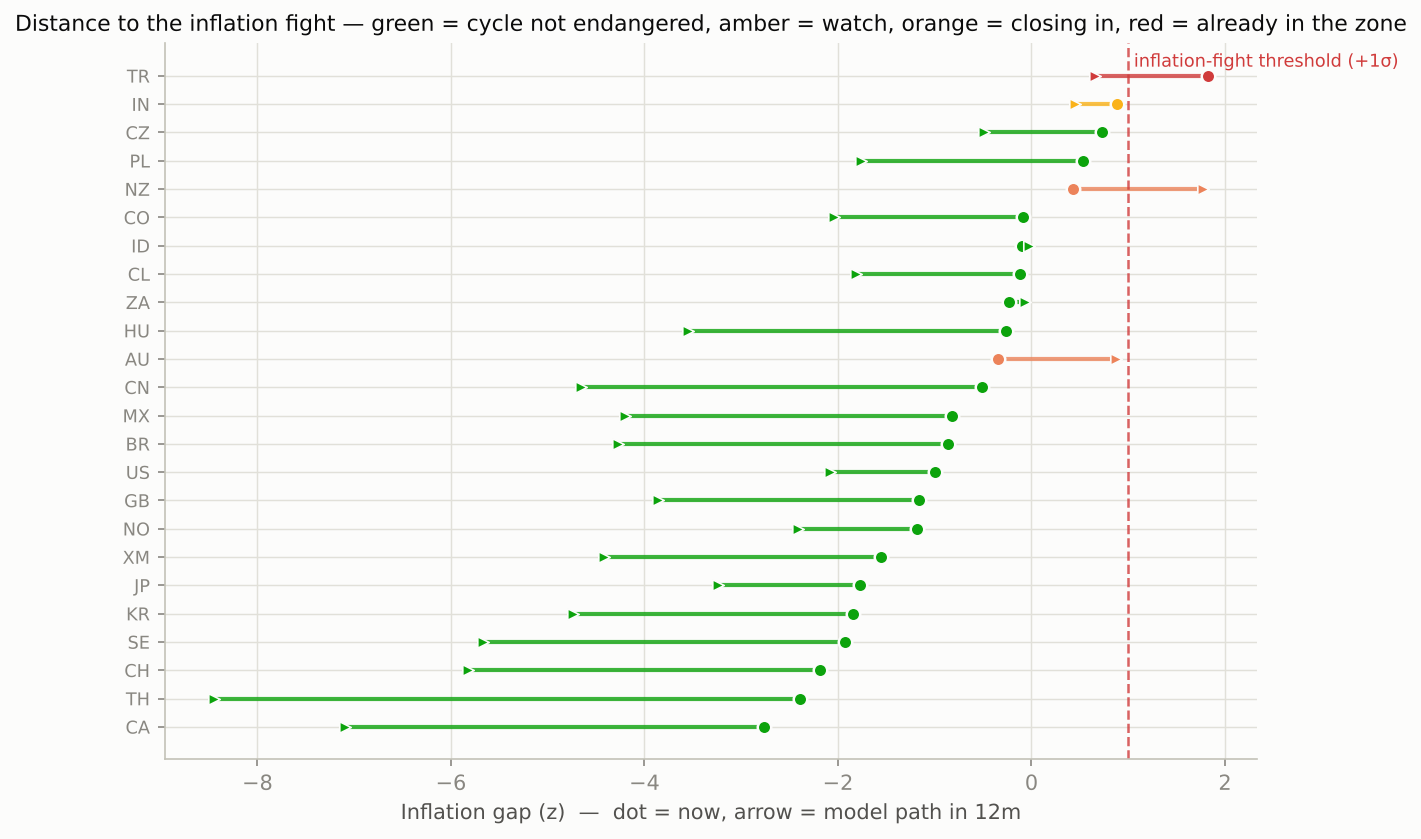 Distance to the inflation fight — green = cycle not endangered, amber = watch, orange = closing in, red = already in the zone
inflation-fight threshold (+1σ)
TR
IN
CZ
PL
NZ
CO
ID
CL
ZA
HU
AU
CN
MX
BR
US
GB
NO
XM
JP
KR
SE
CH
TH
CA
−8 −6 −4 −2 0 2
Inflation gap (z) — dot = now, arrow = model path in 12m